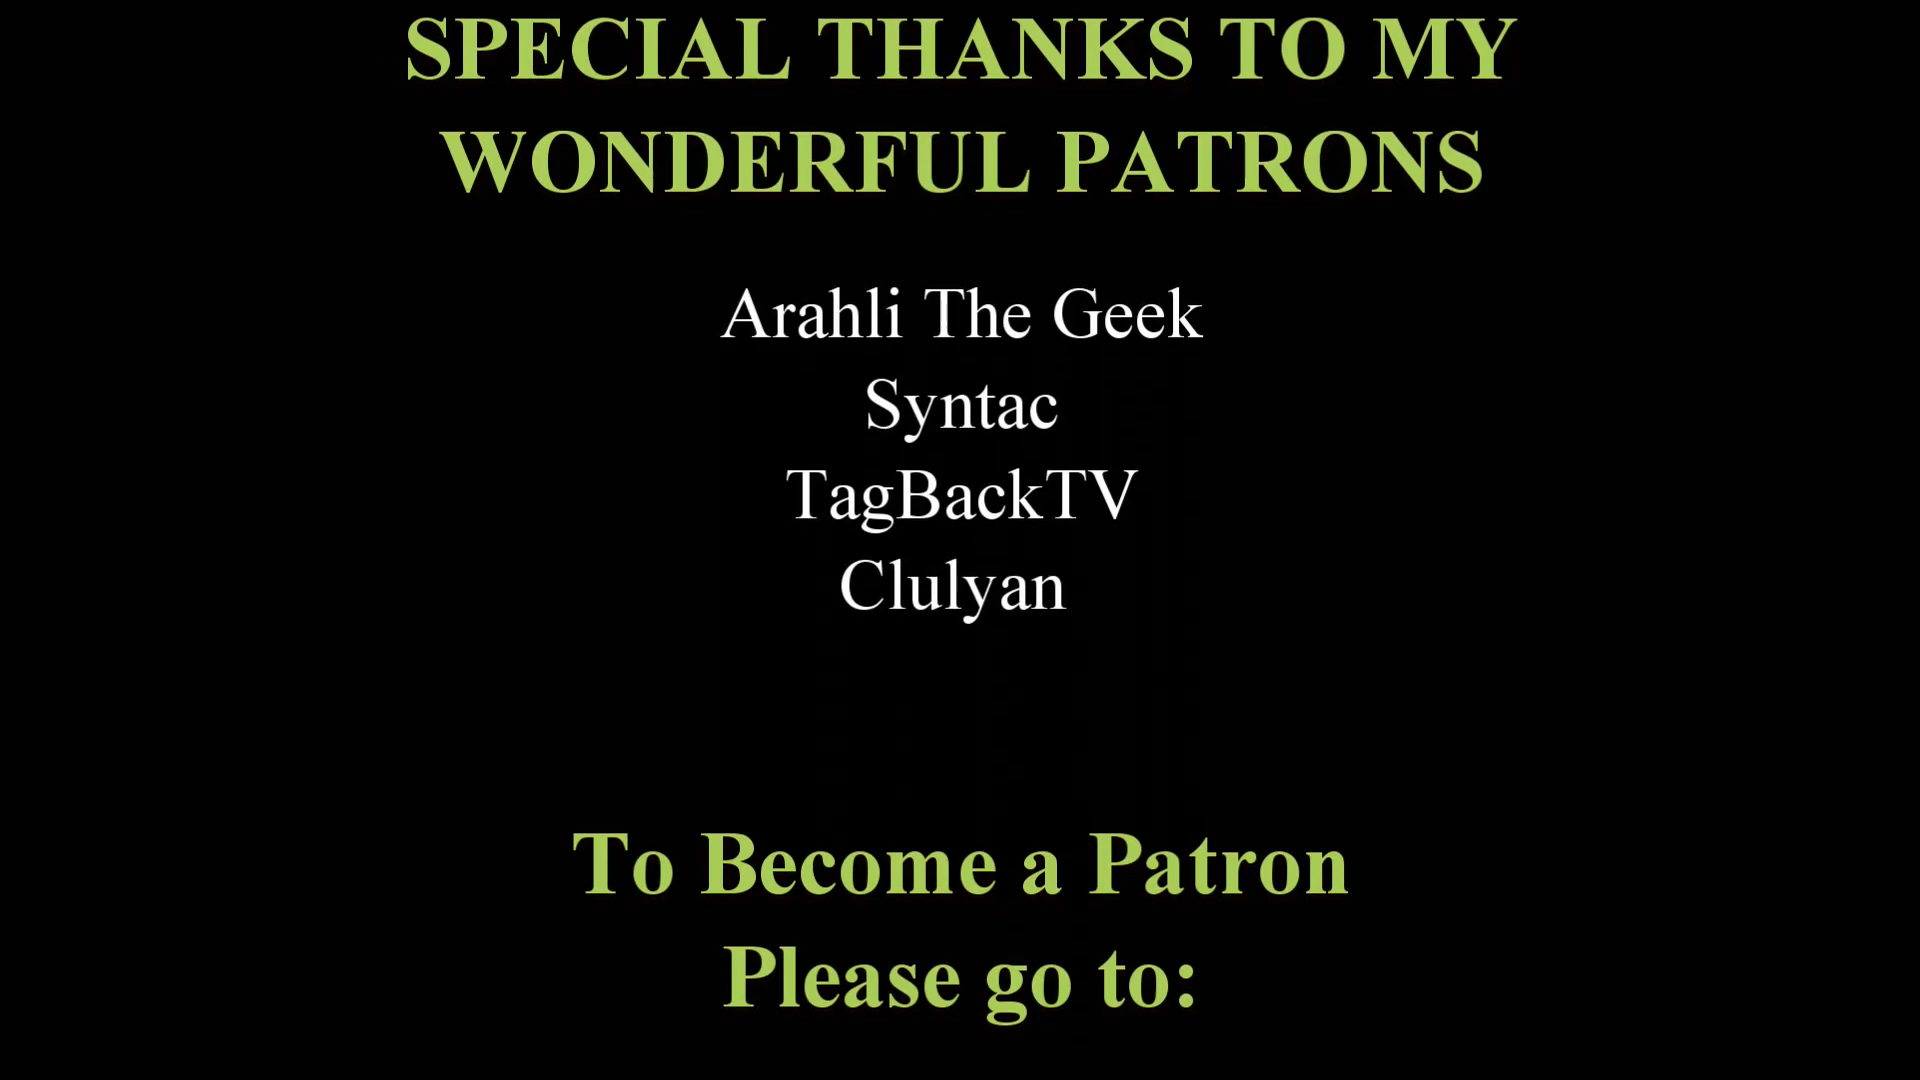 SPECIAL THANKS TO MY
WONDERFUL PATRONS
Arahli The Geek
Syntac
TagBackTV
Clulyan
To Become a Patron
Please go to: